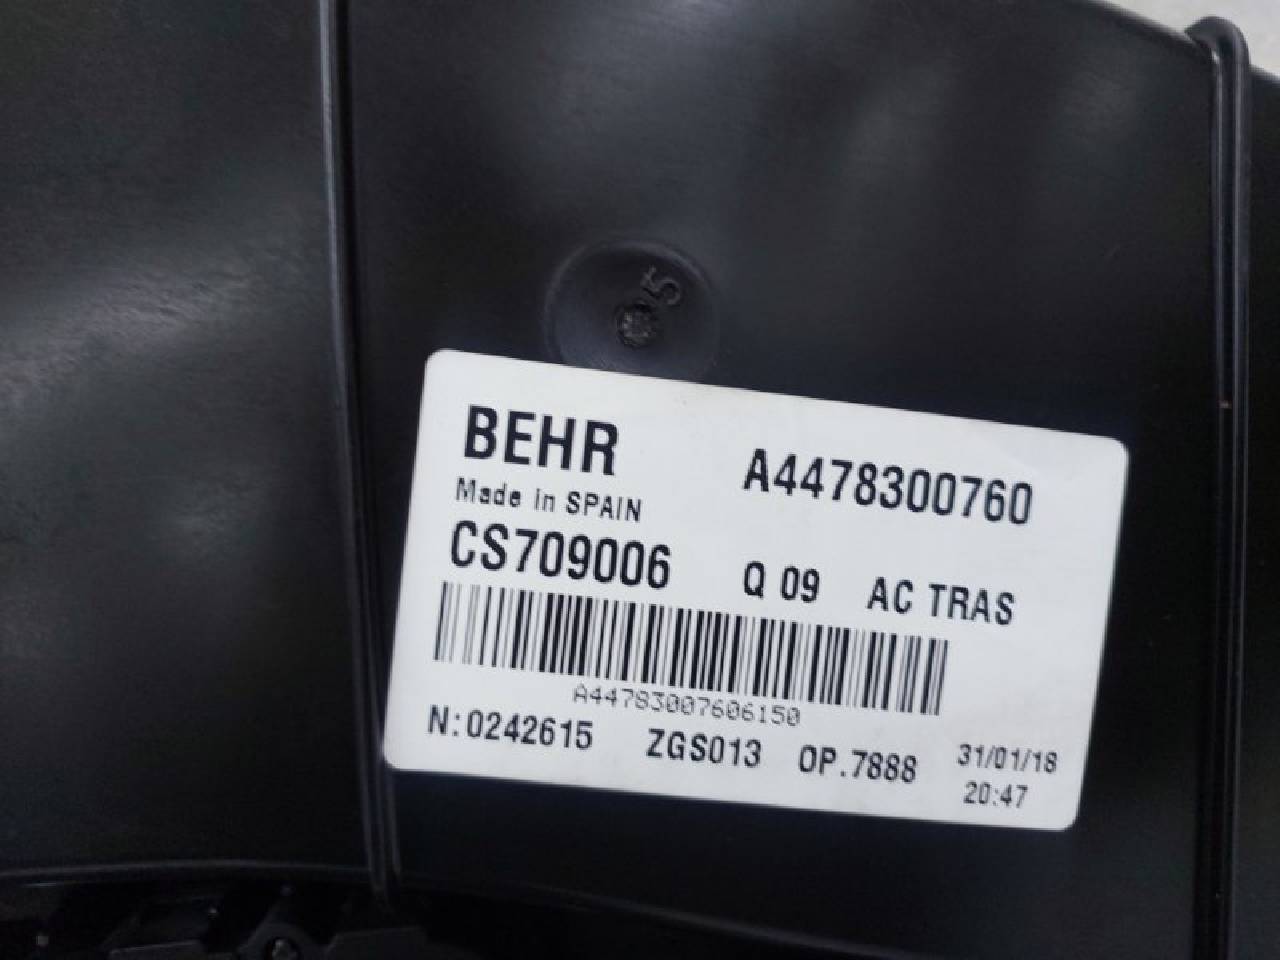 5
BEHR A4478300760
Made in SPAIN
CS709006 Q 09 AC TRAS
A44783007606150
N:0242615 ZGS013 OP.7888 31/01/18
20:47